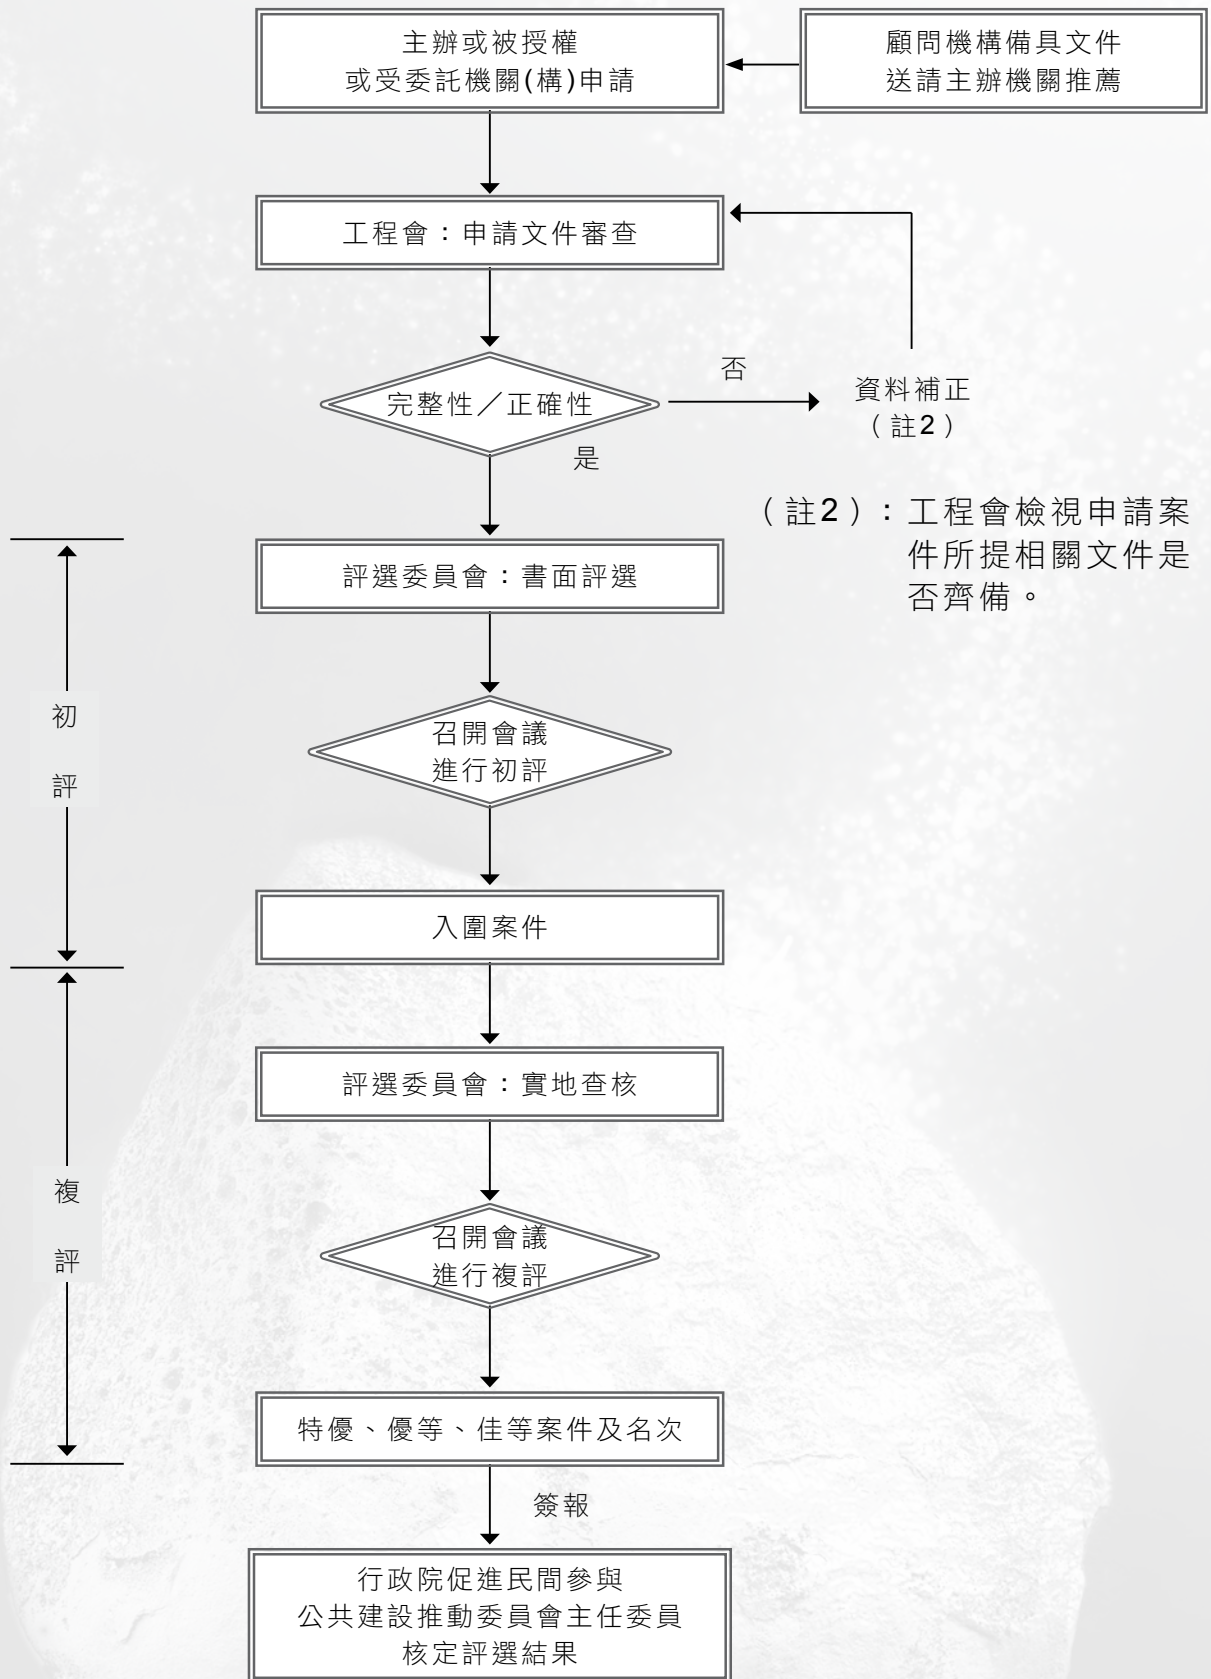 主辦或被授權
或受委託機關(構)申請
顧問機構備具文件
送請主辦機關推薦
工程會：申請文件審查
完整性／正確性
否
資料補正
（註2）
是
（註2）：工程會檢視申請案
件所提相關文件是
否齊備。
評選委員會：書面評選
初
評
召開會議
進行初評
入圍案件
評選委員會：實地查核
複
評
召開會議
進行複評
特優、優等、佳等案件及名次
簽報
行政院促進民間參與
公共建設推動委員會主任委員
核定評選結果